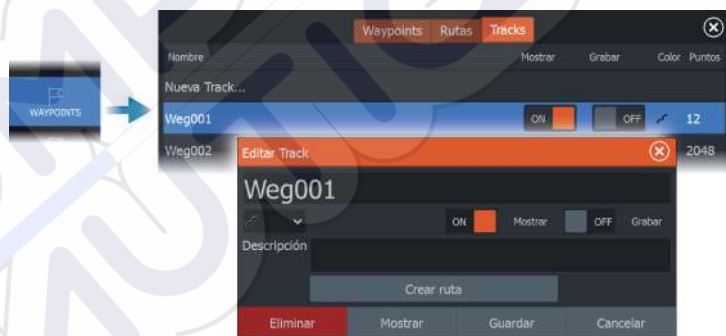 Waypoints Rutas Tracks
Nombre Mostrar Grabar Color Puntos
Nueva Track...
WAYPOINTS
Weg001 ON OFF 12
Weg002 2048
Editar Track
Weg001
ON Mostrar OFF Grabar
Descripción
Crear ruta
Eliminar Mostrar Guardar Cancelar